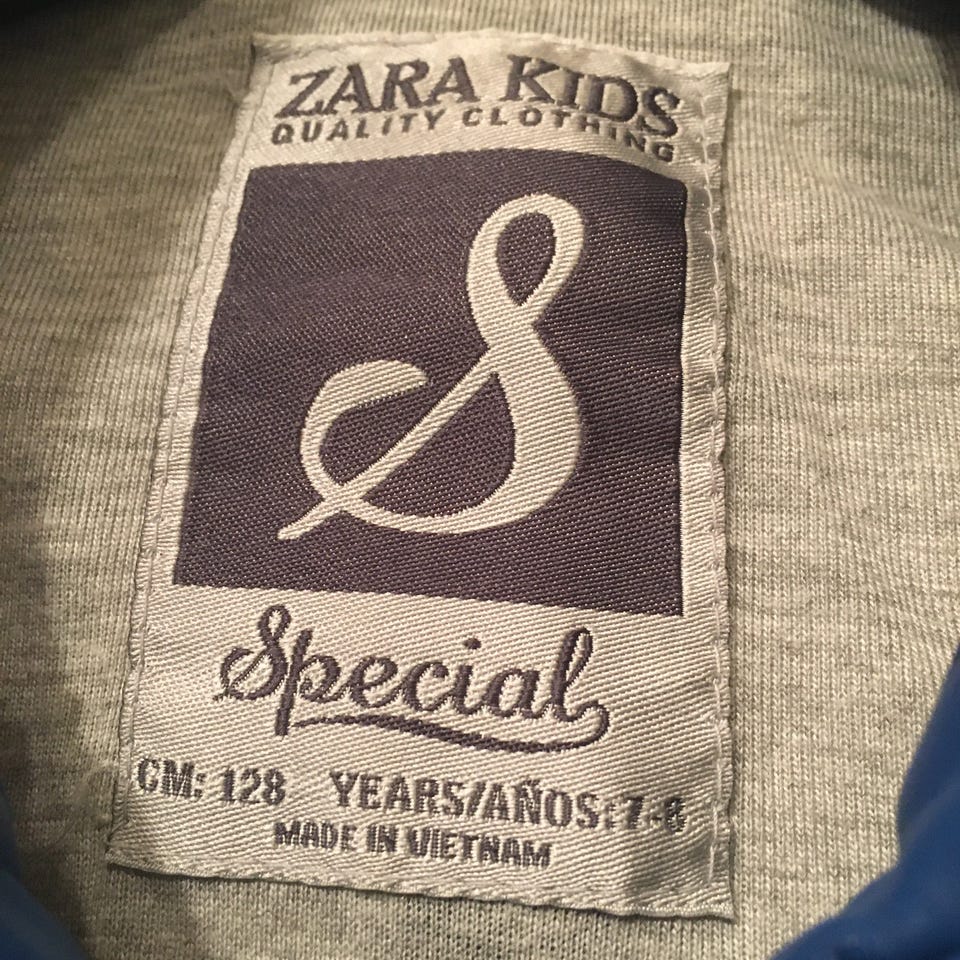 ZARA KIDS
QUALITY CLOTHING
S
Special
CM: 128 YEARS/AÑOS:7-8
MADE IN VIETNAM